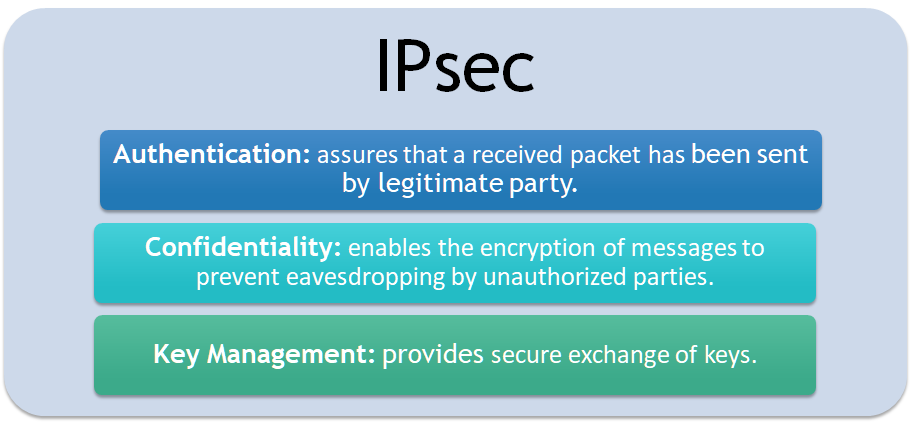 IPsec
Authentication: assures that a received packet has been sent
by legitimate party.
Confidentiality: enables the encryption of messages to
prevent eavesdropping by unauthorized parties.
Key Management: provides secure exchange of keys.